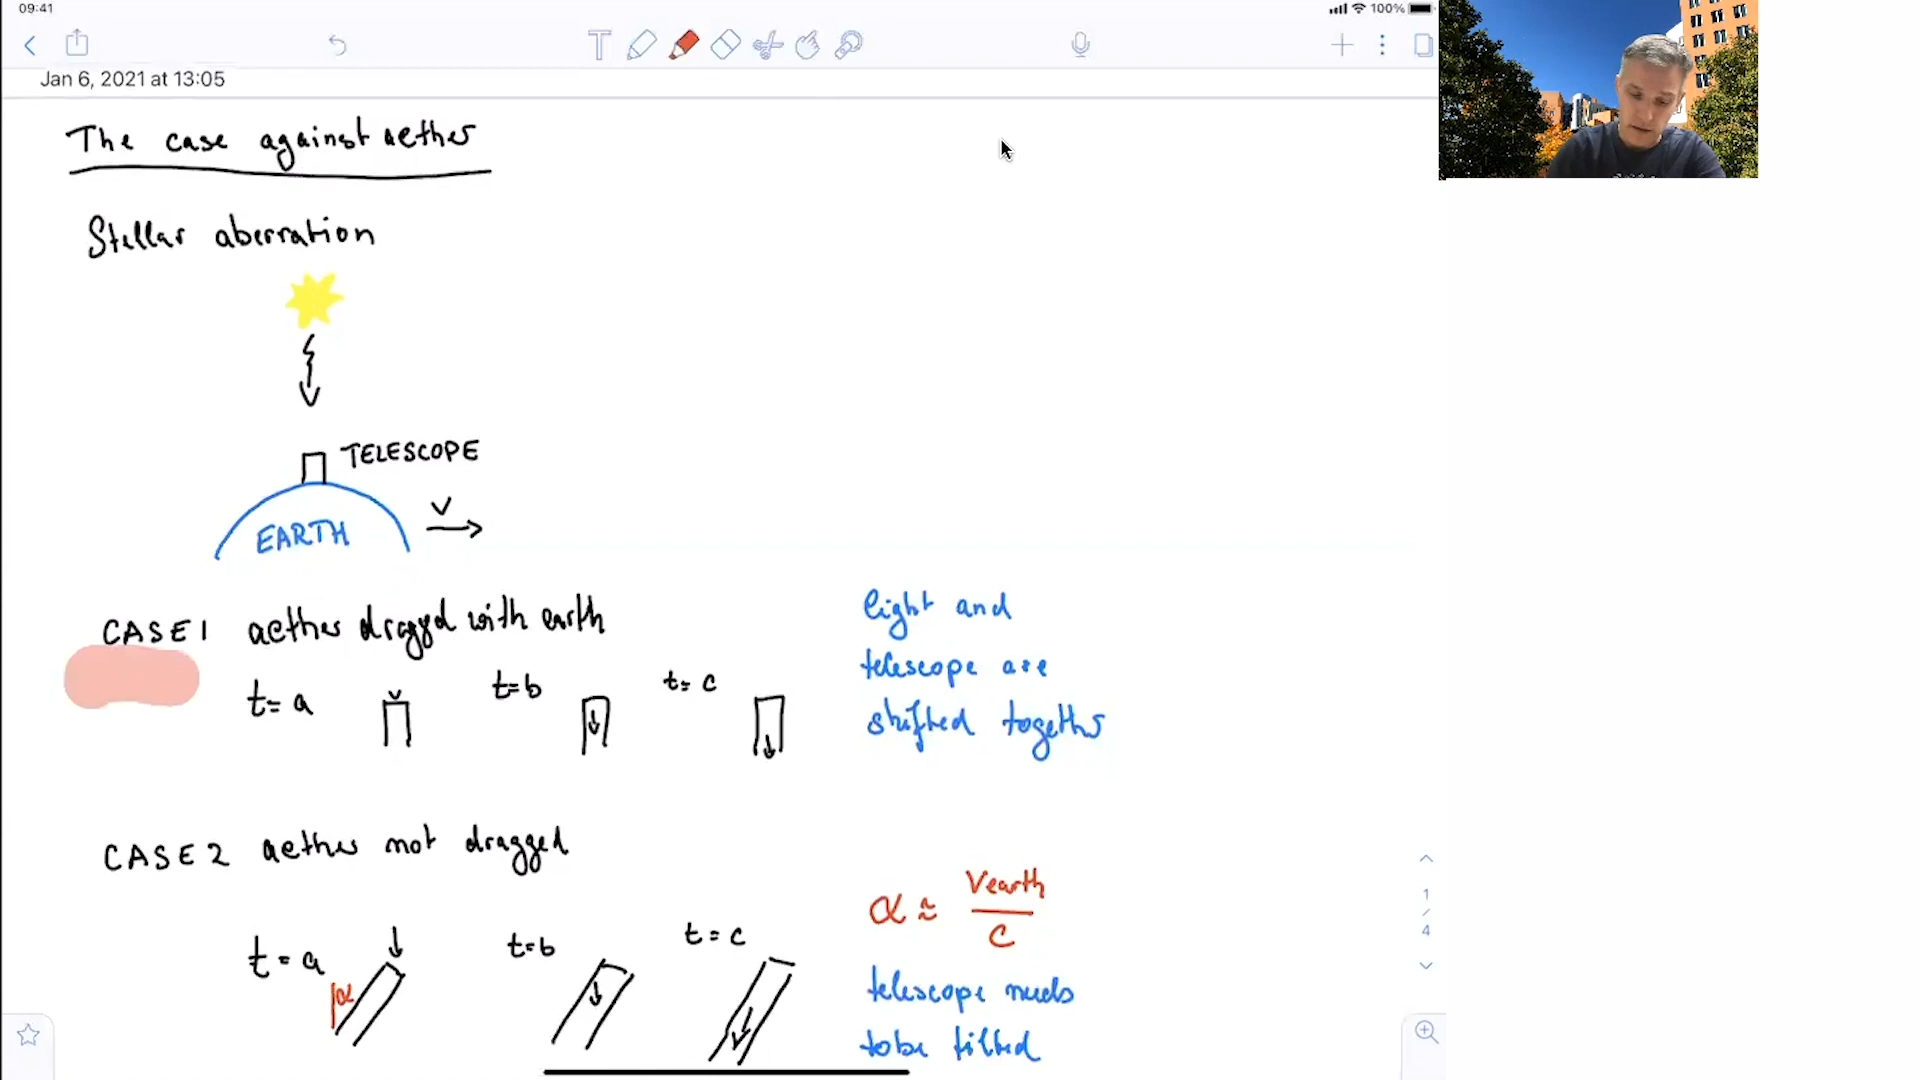 09:41
100%
Jan 6, 2021 at 13:05
The case against aether
Stellar aberration
TELESCOPE
EARTH
V
CASE 1 aether dragged with earth
t= a
t=b
t= c
light and
telescope are
shifted together
CASE 2 aether not dragged
t = a
α
t=b
t = c
α ≈ Vearth
C
telescope needs
to be tilted
1
/
4